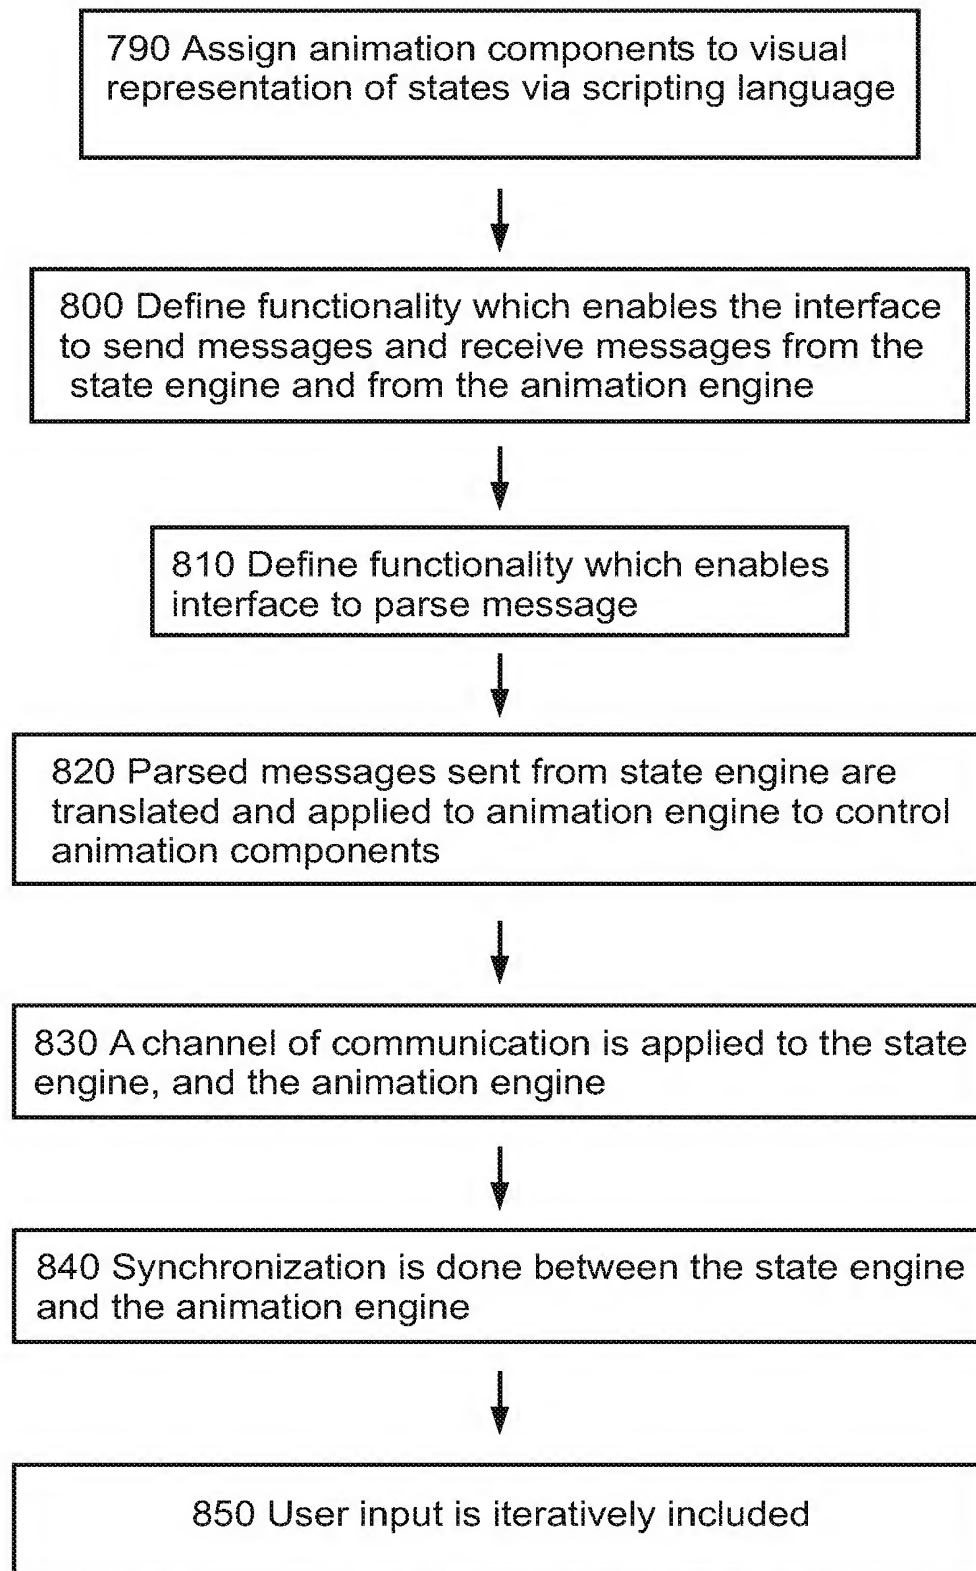 790 Assign animation components to visual
representation of states via scripting language
800 Define functionality which enables the interface
to send messages and receive messages from the
state engine and from the animation engine
810 Define functionality which enables
interface to parse message
820 Parsed messages sent from state engine are
translated and applied to animation engine to control
animation components
830 A channel of communication is applied to the state
engine, and the animation engine
840 Synchronization is done between the state engine
and the animation engine
850 User input is iteratively included